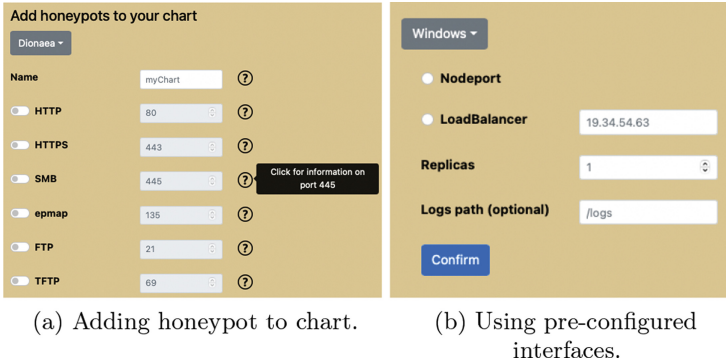 Add honeypots to your chart
Dionaea
Name
myChart
?
HTTP
80
?
HTTPS
443
?
SMB
445
?
Click for information on
port 445
epmap
135
?
FTP
21
?
TFTP
69
?
(a) Adding honeypot to chart.
Windows
Nodeport
LoadBalancer
19.34.54.63
Replicas
1
Logs path (optional)
/logs
Confirm
(b) Using pre-configured
interfaces.